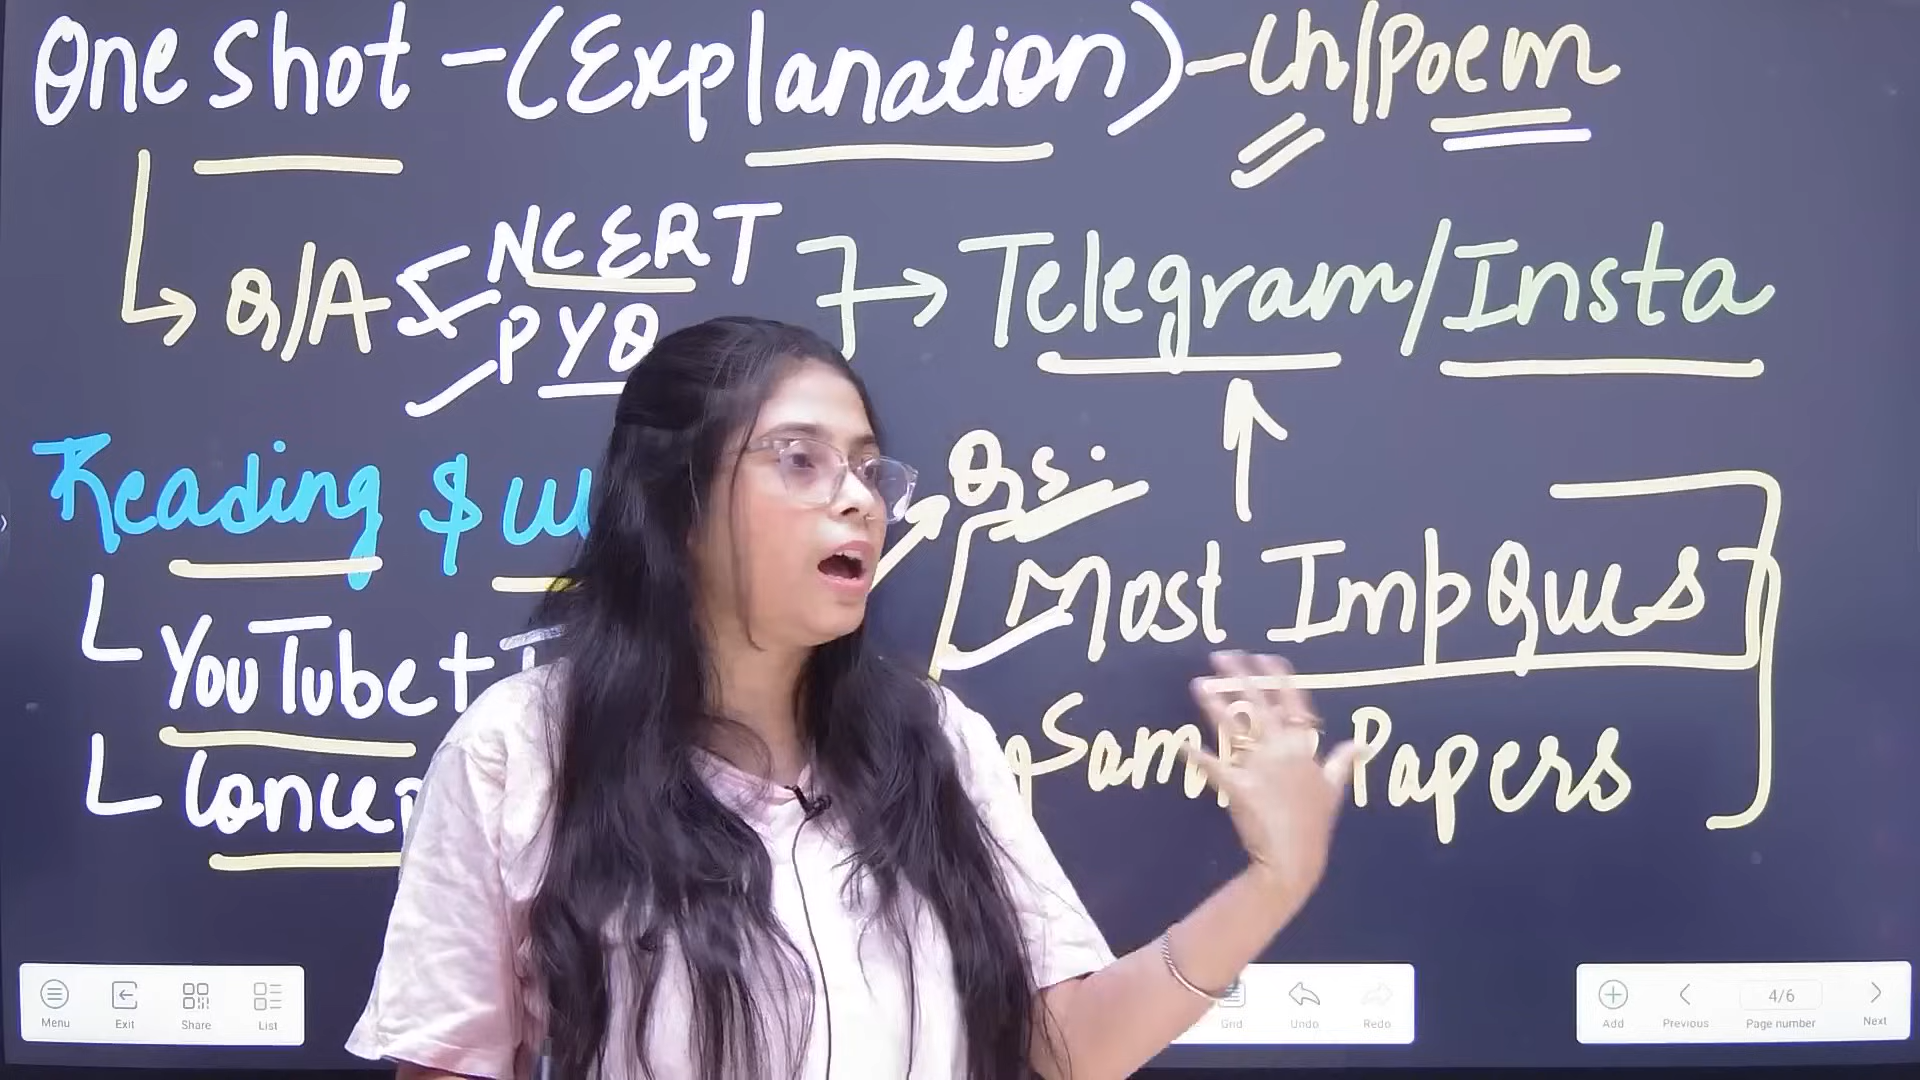 One shot - (Explanation) - Ch/Poem
Q/A NCERT
PYQ
→ Telegram/Insta
Reading &
Qs:
Most Imp Ques
YouTube +
Sample Papers
Menu Exit Share List
Grid Undo Redo
Add Previous Page number Next
4/6